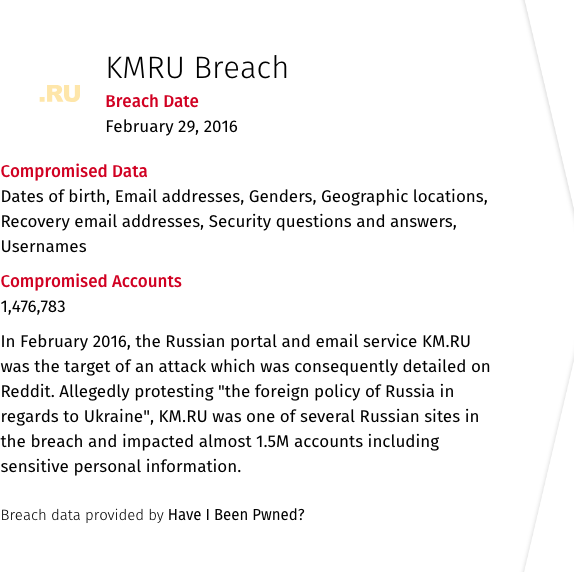 KMRU Breach
.RU
Breach Date
February 29, 2016
Compromised Data
Dates of birth, Email addresses, Genders, Geographic locations,
Recovery email addresses, Security questions and answers,
Usernames
Compromised Accounts
1,476,783
In February 2016, the Russian portal and email service KM.RU
was the target of an attack which was consequently detailed on
Reddit. Allegedly protesting "the foreign policy of Russia in
regards to Ukraine", KM.RU was one of several Russian sites in
the breach and impacted almost 1.5M accounts including
sensitive personal information.
Breach data provided by Have I Been Pwned?